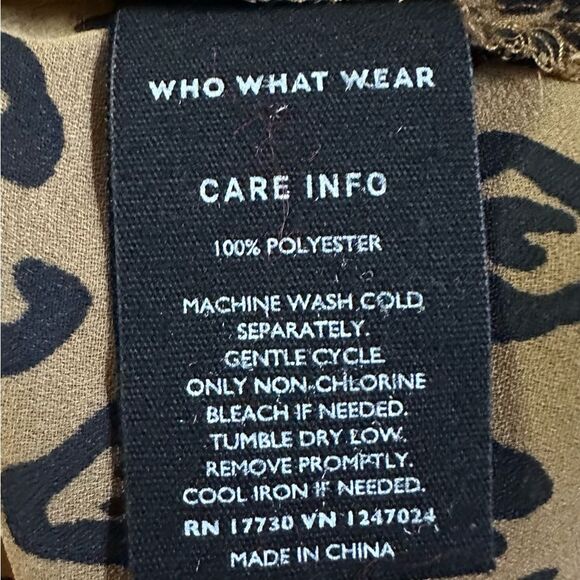 WHO WHAT WEAR
CARE INFO
100% POLYESTER
MACHINE WASH COLD
SEPARATELY.
GENTLE CYCLE
ONLY NON-CHLORINE
BLEACH IF NEEDED.
TUMBLE DRY LOW.
REMOVE PROMPTLY.
COOL IRON IF NEEDED.
RN 17730 VN 1247024
MADE IN CHINA